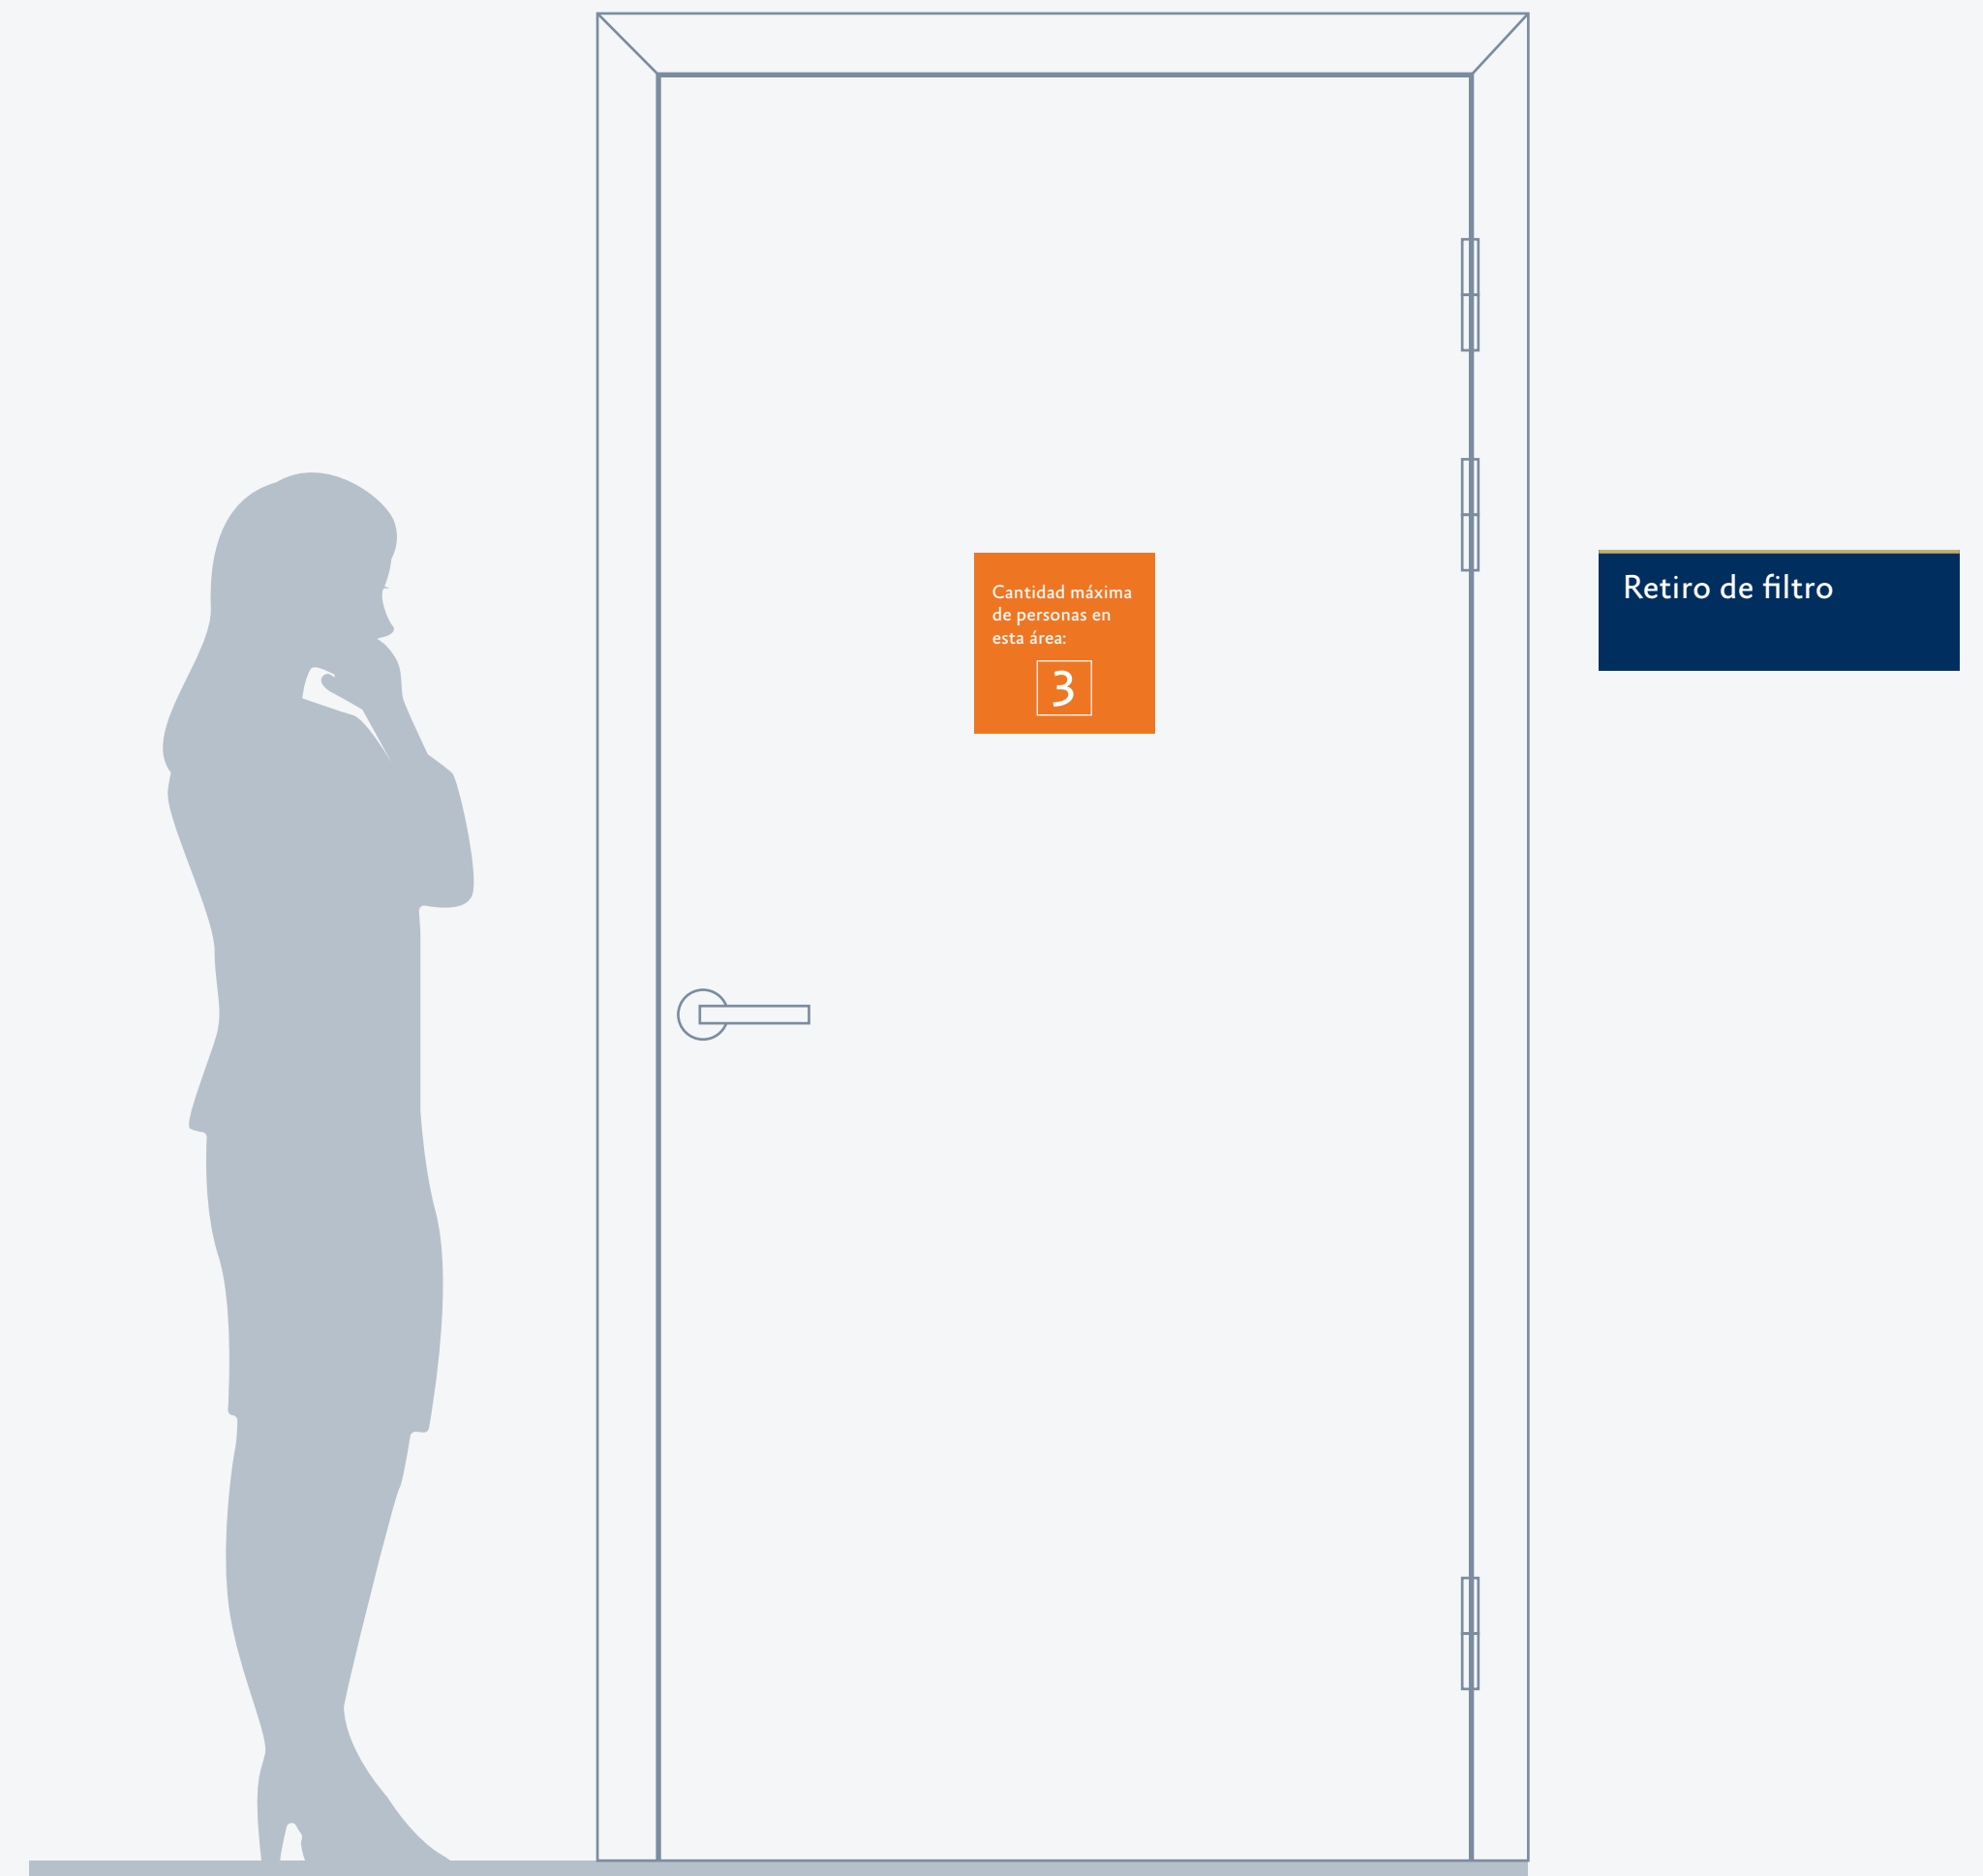 Cantidad máxima
de personas en
esta área:
3
Retiro de filtro